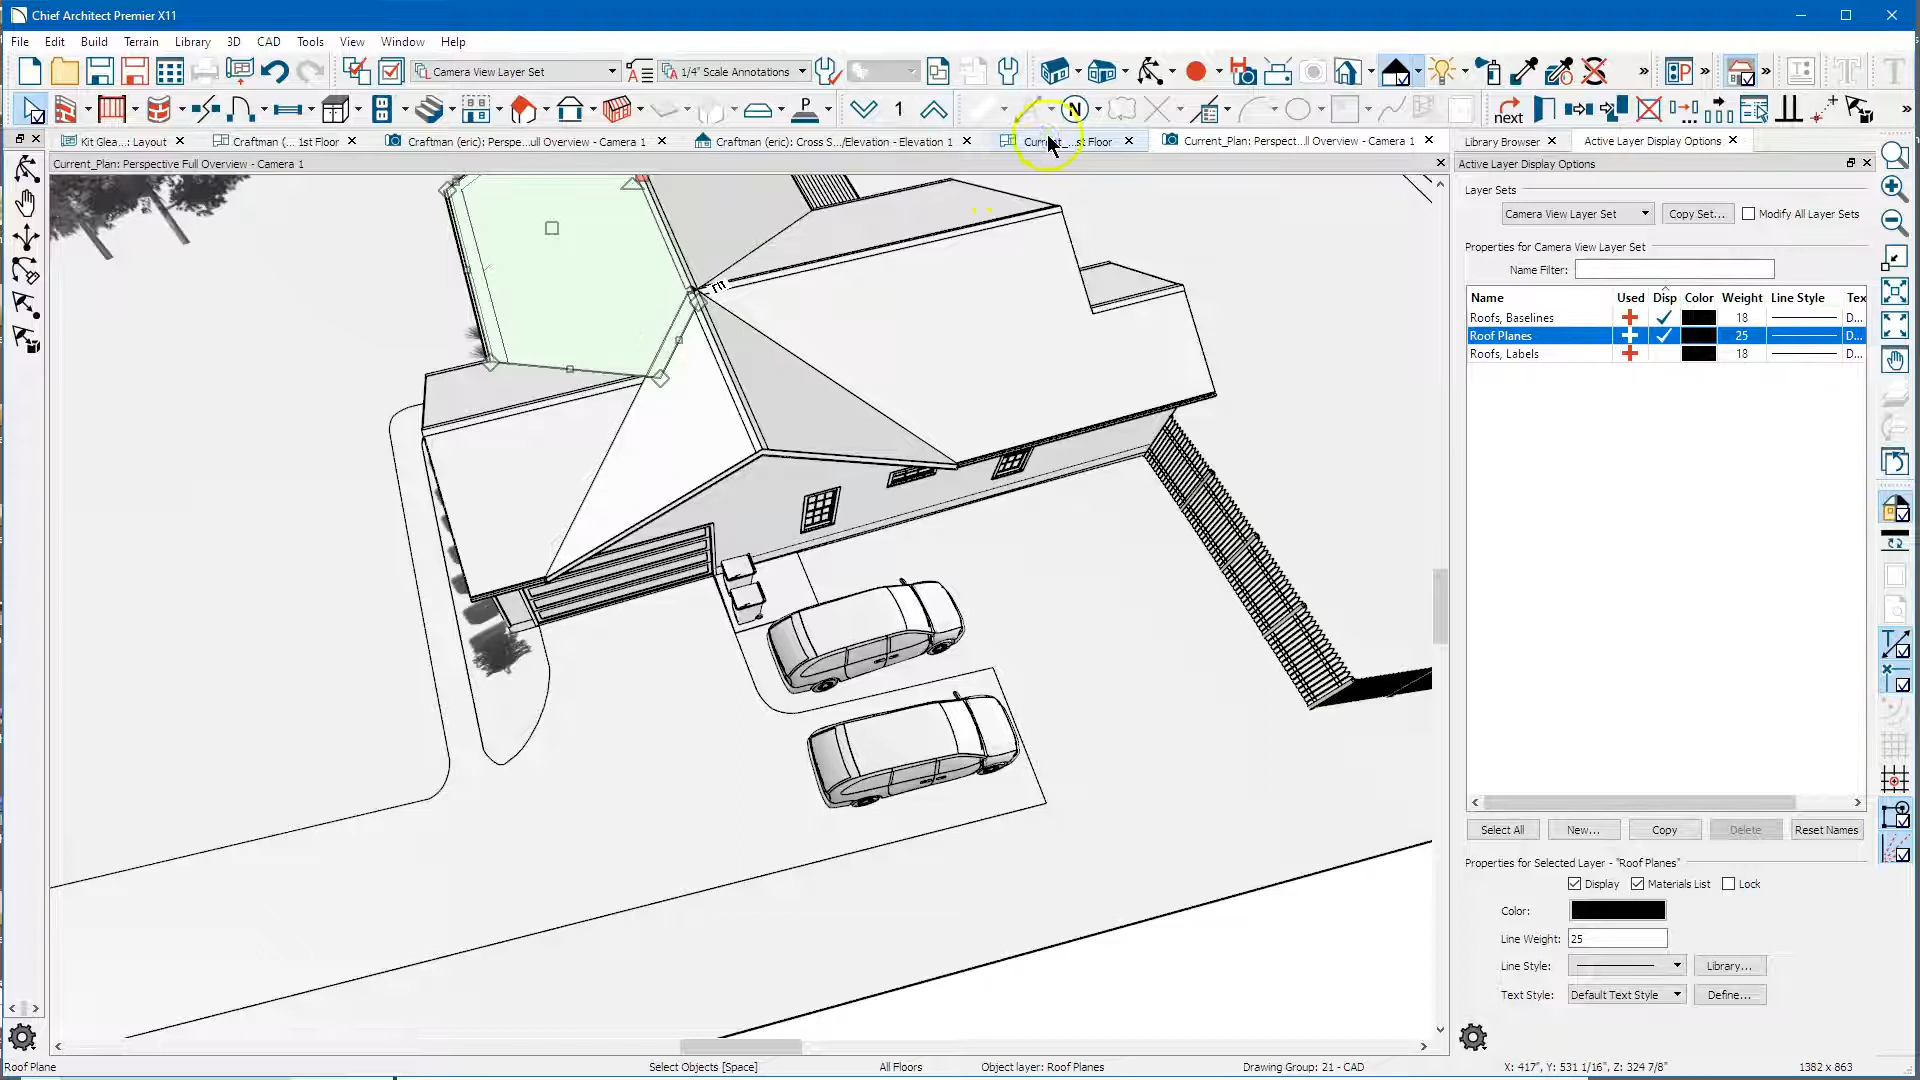 Chief Architect Premier X11
File Edit Build Terrain Library 3D CAD Tools View Window Help
Camera View Layer Set
1/4" Scale Annotations
1
N
P
next
Kit Glea...: Layout
Craftman (... 1st Floor
Craftman (eric): Perspe...ull Overview - Camera 1
Craftman (eric): Cross S.../Elevation - Elevation 1
Current_...st Floor
Current_Plan: Perspect...ll Overview - Camera 1
Library Browser
Active Layer Display Options
Current_Plan: Perspective Full Overview - Camera 1
Active Layer Display Options
Layer Sets
Camera View Layer Set
Copy Set...
Modify All Layer Sets
Properties for Camera View Layer Set
Name Filter:
Name Used Disp Color Weight Line Style Tex
Roofs, Baselines 18 D...
Roof Planes 25 D...
Roofs, Labels 18 D...
Select All
New...
Copy
Delete
Reset Names
Properties for Selected Layer - "Roof Planes"
Display
Materials List
Lock
Color:
Line Weight: 25
Line Style:
Library...
Text Style: Default Text Style
Define...
Roof Plane
Select Objects [Space]
All Floors
Object layer: Roof Planes
Drawing Group: 21 - CAD
X: 417", Y: 531 1/16", Z: 324 7/8"
1382 x 863